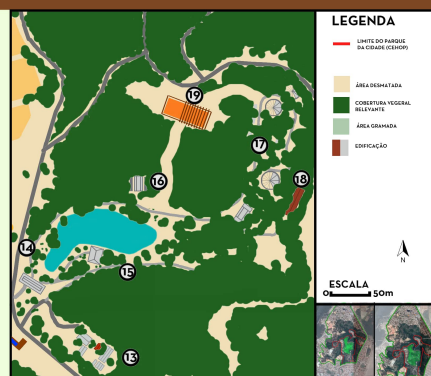 LEGENDA
LIMITE DO PARQUE
DA CIDADE (CEHOP)
ÁREA DESMATADA
COBERTURA VEGERAL
RELEVANTE
ÁREA GRAMADA
EDIFICAÇÃO
N
ESCALA
0 50m
19
17
18
16
14
15
13